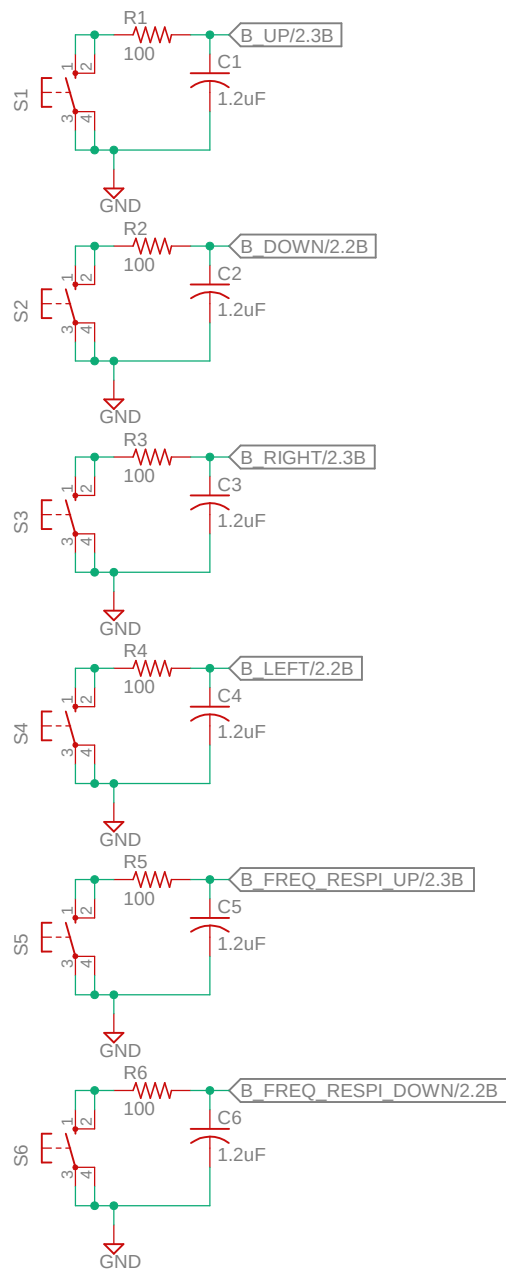 R1
B_UP/2.3B
100
C1
1
2
1.2uF
S1
3
4
GND
R2
B_DOWN/2.2B
100
C2
1
2
1.2uF
S2
3
4
GND
R3
B_RIGHT/2.3B
100
C3
1
2
1.2uF
S3
3
4
GND
R4
B_LEFT/2.2B
100
C4
1
2
1.2uF
S4
3
4
GND
R5
B_FREQ_RESPI_UP/2.3B
100
C5
1
2
1.2uF
S5
3
4
GND
R6
B_FREQ_RESPI_DOWN/2.2B
100
C6
1
2
1.2uF
S6
3
4
GND